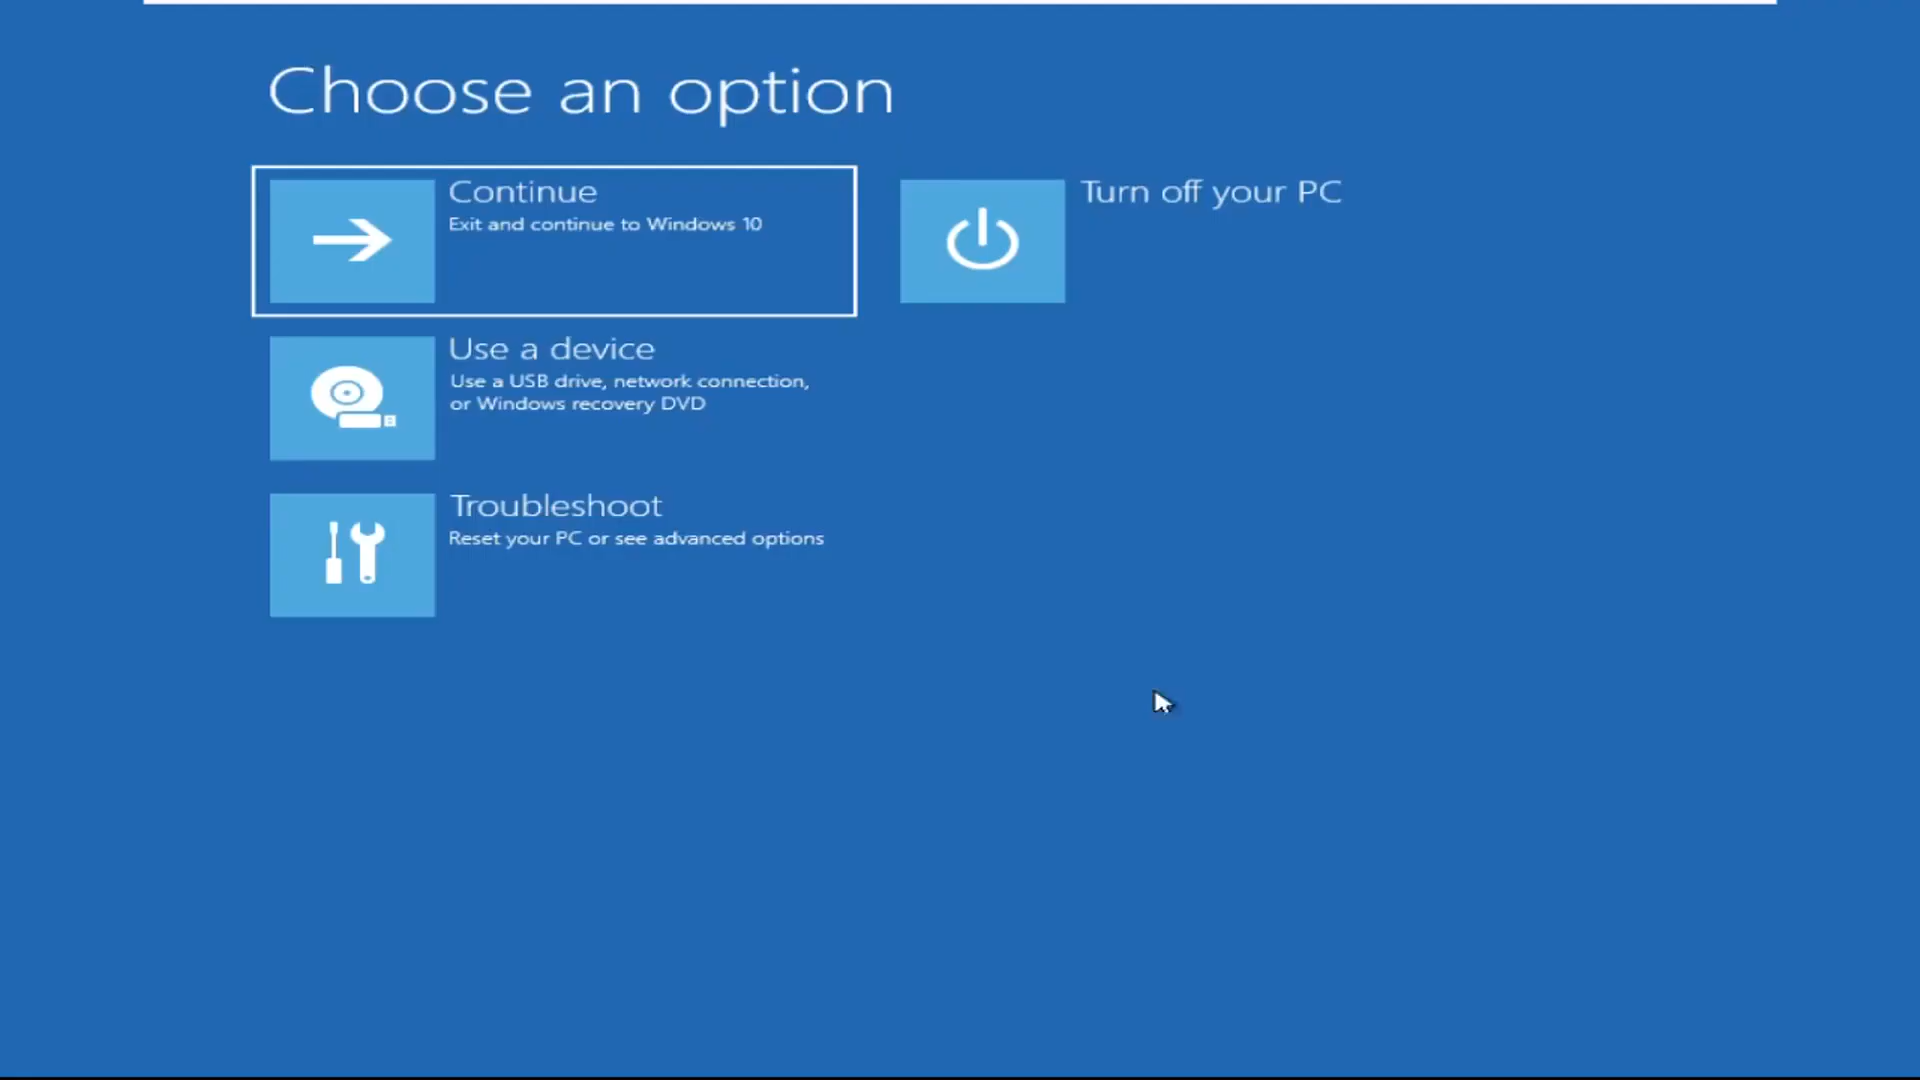 Choose an option
Continue
Exit and continue to Windows 10
Turn off your PC
Use a device
Use a USB drive, network connection,
or Windows recovery DVD
Troubleshoot
Reset your PC or see advanced options